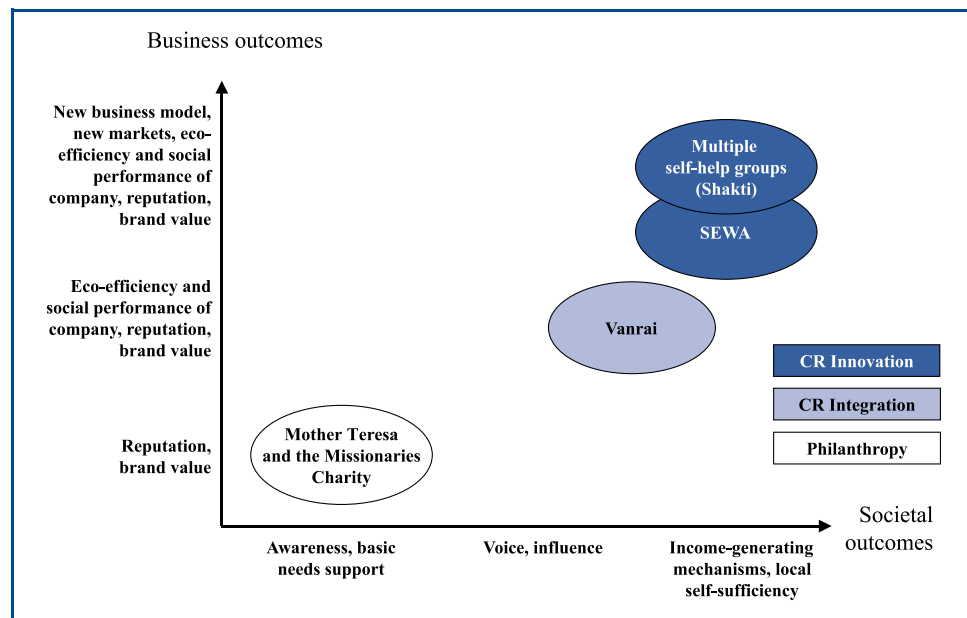 Business outcomes
New business model,
new markets, eco-
efficiency and social
performance of
company, reputation,
brand value
Multiple
self-help groups
(Shakti)
SEWA
Eco-efficiency and
social performance of
company, reputation,
brand value
Vanrai
CR Innovation
CR Integration
Philanthropy
Reputation,
brand value
Mother Teresa
and the Missionaries
Charity
Societal
outcomes
Awareness, basic
needs support
Voice, influence
Income-generating
mechanisms, local
self-sufficiency